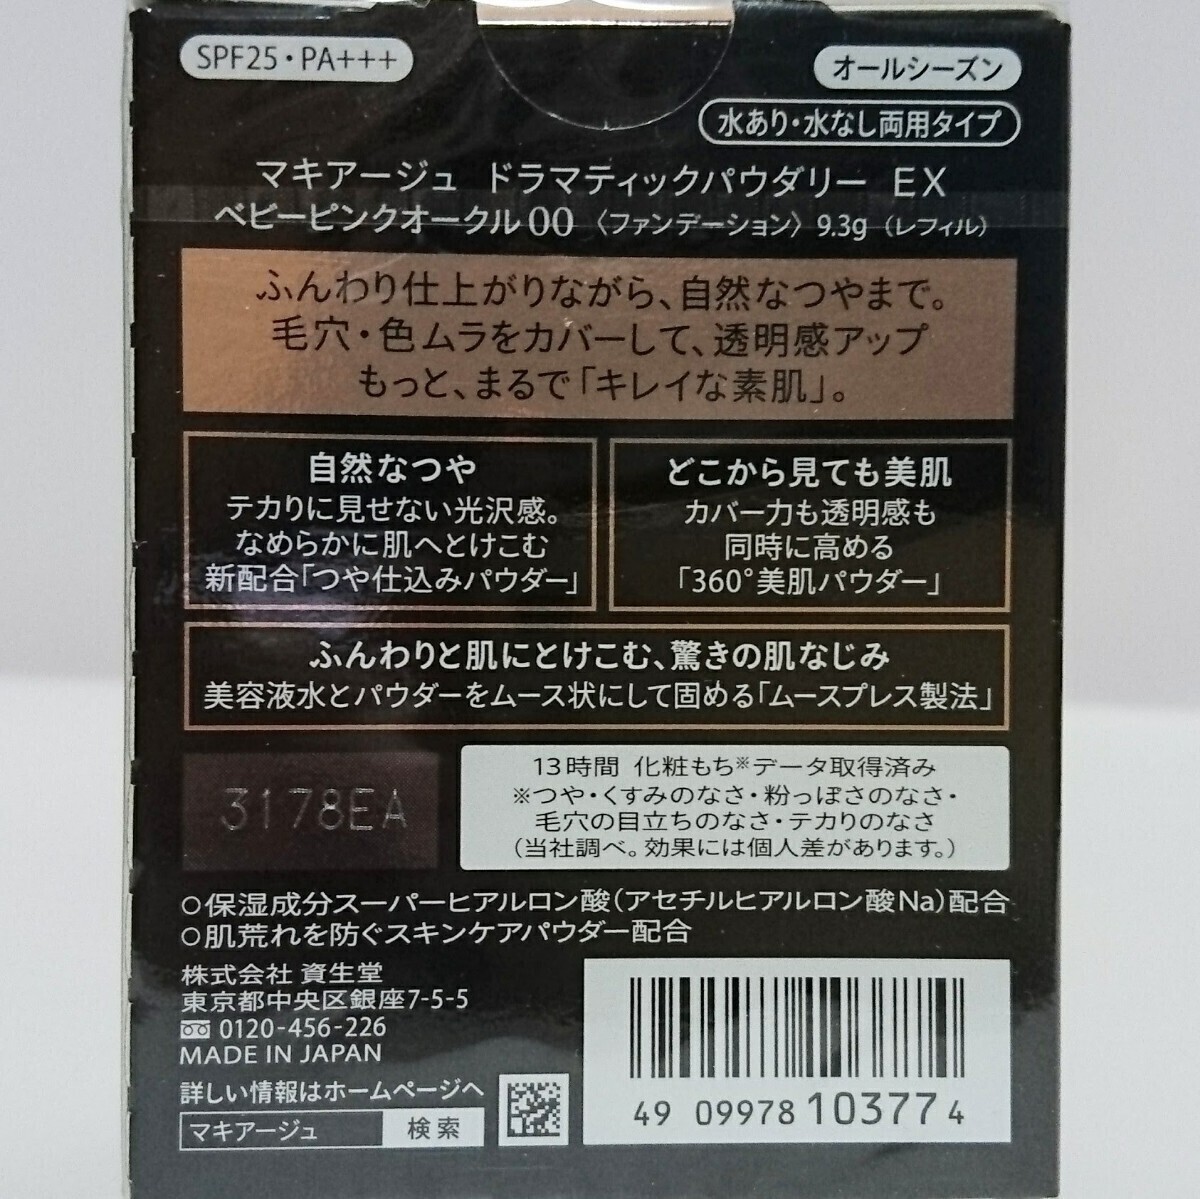 SPF25・PA+++
オールシーズン
水あり・水なし両用タイプ
マキアージュ ドラマティックパウダリー EX
ベビーピンクオークル00 〈ファンデーション〉 9.3g (レフィル)
ふんわり仕上がりながら、自然なつやまで。
毛穴・色ムラをカバーして、透明感アップ
もっと、まるで「キレイな素肌」。
自然なつや
テカりに見せない光沢感。
なめらかに肌へとけこむ
新配合「つや仕込みパウダー」
どこから見ても美肌
カバー力も透明感も
同時に高める
「360°美肌パウダー」
ふんわりと肌にとけこむ、驚きの肌なじみ
美容液水とパウダーをムース状にして固める「ムースプレス製法」
3178EA
13時間 化粧もち※データ取得済み
※つや・くすみのなさ・粉っぽさのなさ・
毛穴の目立ちのなさ・テカりのなさ
(当社調べ。効果には個人差があります。)
○保湿成分スーパーヒアルロン酸(アセチルヒアルロン酸Na)配合
○肌荒れを防ぐスキンケアパウダー配合
株式会社 資生堂
東京都中央区銀座7-5-5
0120-456-226
MADE IN JAPAN
詳しい情報はホームページへ
マキアージュ 検索
49 09978 103774